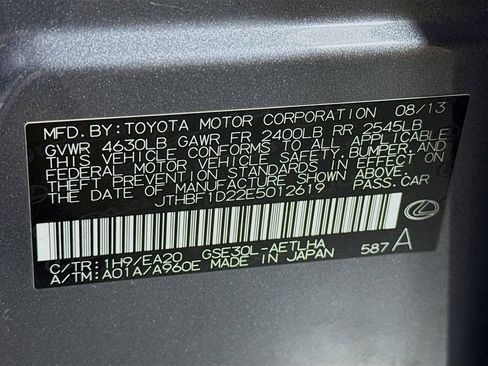 MFD. BY: TOYOTA MOTOR CORPORATION 08/13
GVWR 4630LB GAWR FR 2400LB RR 2545LB
THIS VEHICLE CONFORMS TO ALL APPLICABLE
FEDERAL MOTOR VEHICLE SAFETY, BUMPER, AND
THEFT PREVENTION STANDARDS IN EFFECT ON
THE DATE OF MANUFACTURE SHOWN ABOVE.
JTHBF1D22E5012619 PASS.CAR
C/TR: 1H9/EA20 GSE30L-AETLHA
A/TM: A01A/A960E MADE IN JAPAN 587 A